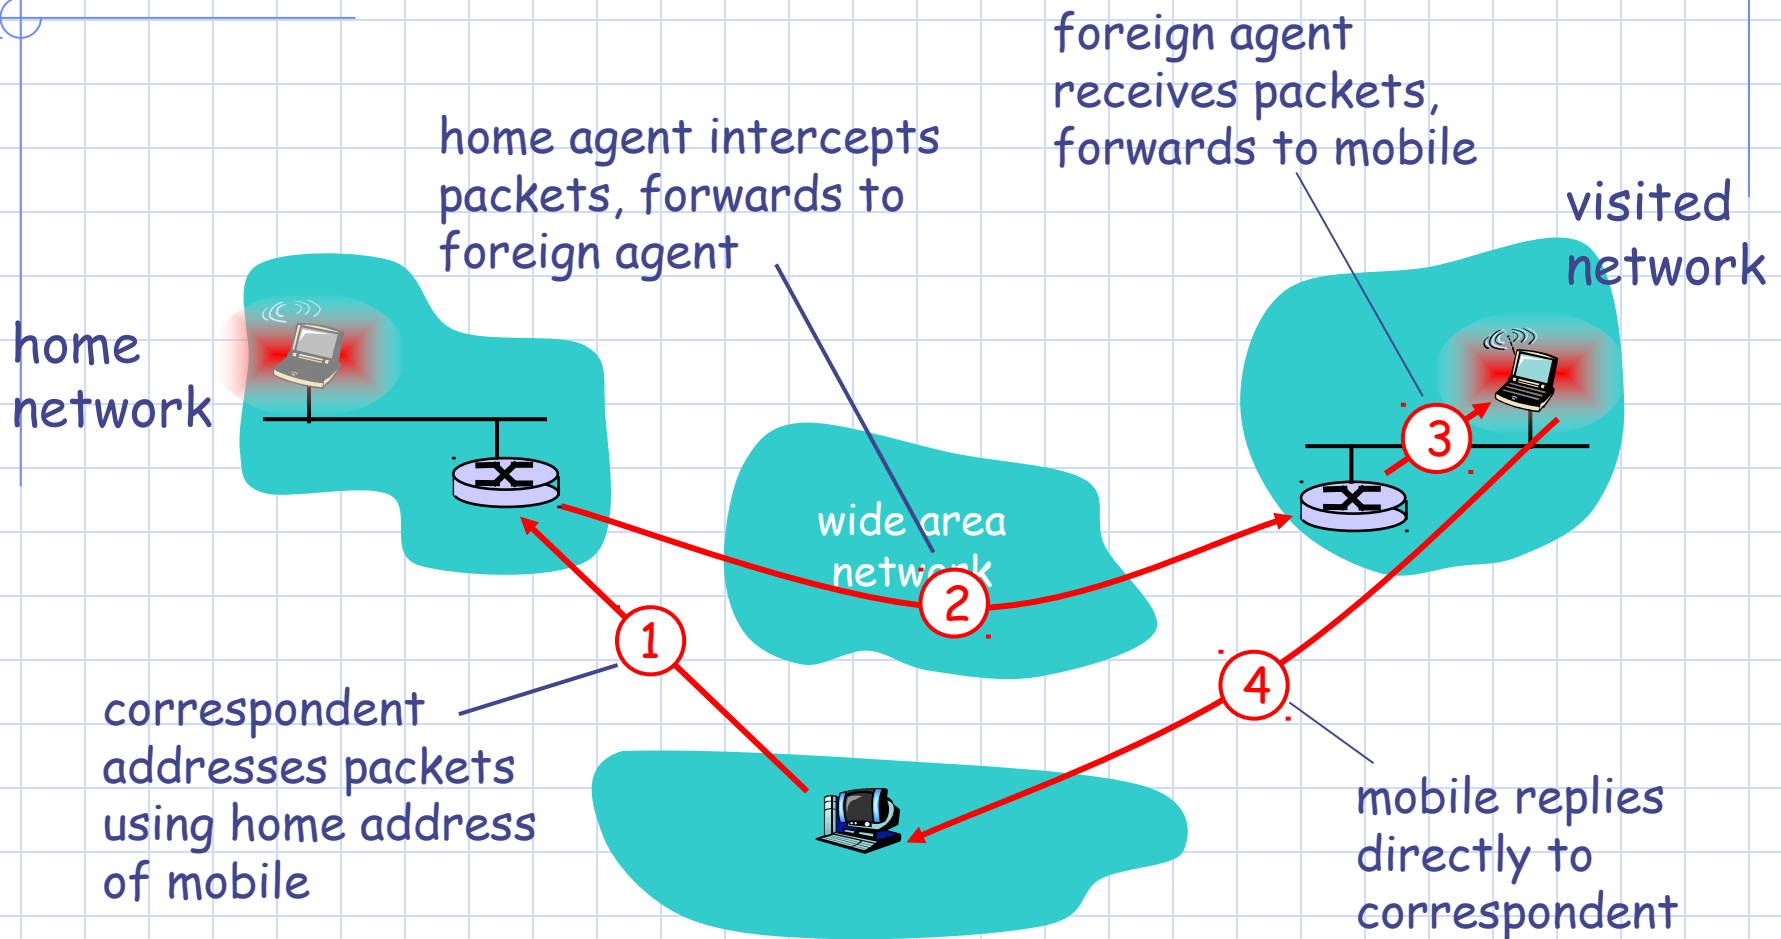 foreign agent
receives packets,
forwards to mobile
home agent intercepts
packets, forwards to
foreign agent
visited
network
home
network
wide area
network
1
2
3
4
correspondent
addresses packets
using home address
of mobile
mobile replies
directly to
correspondent